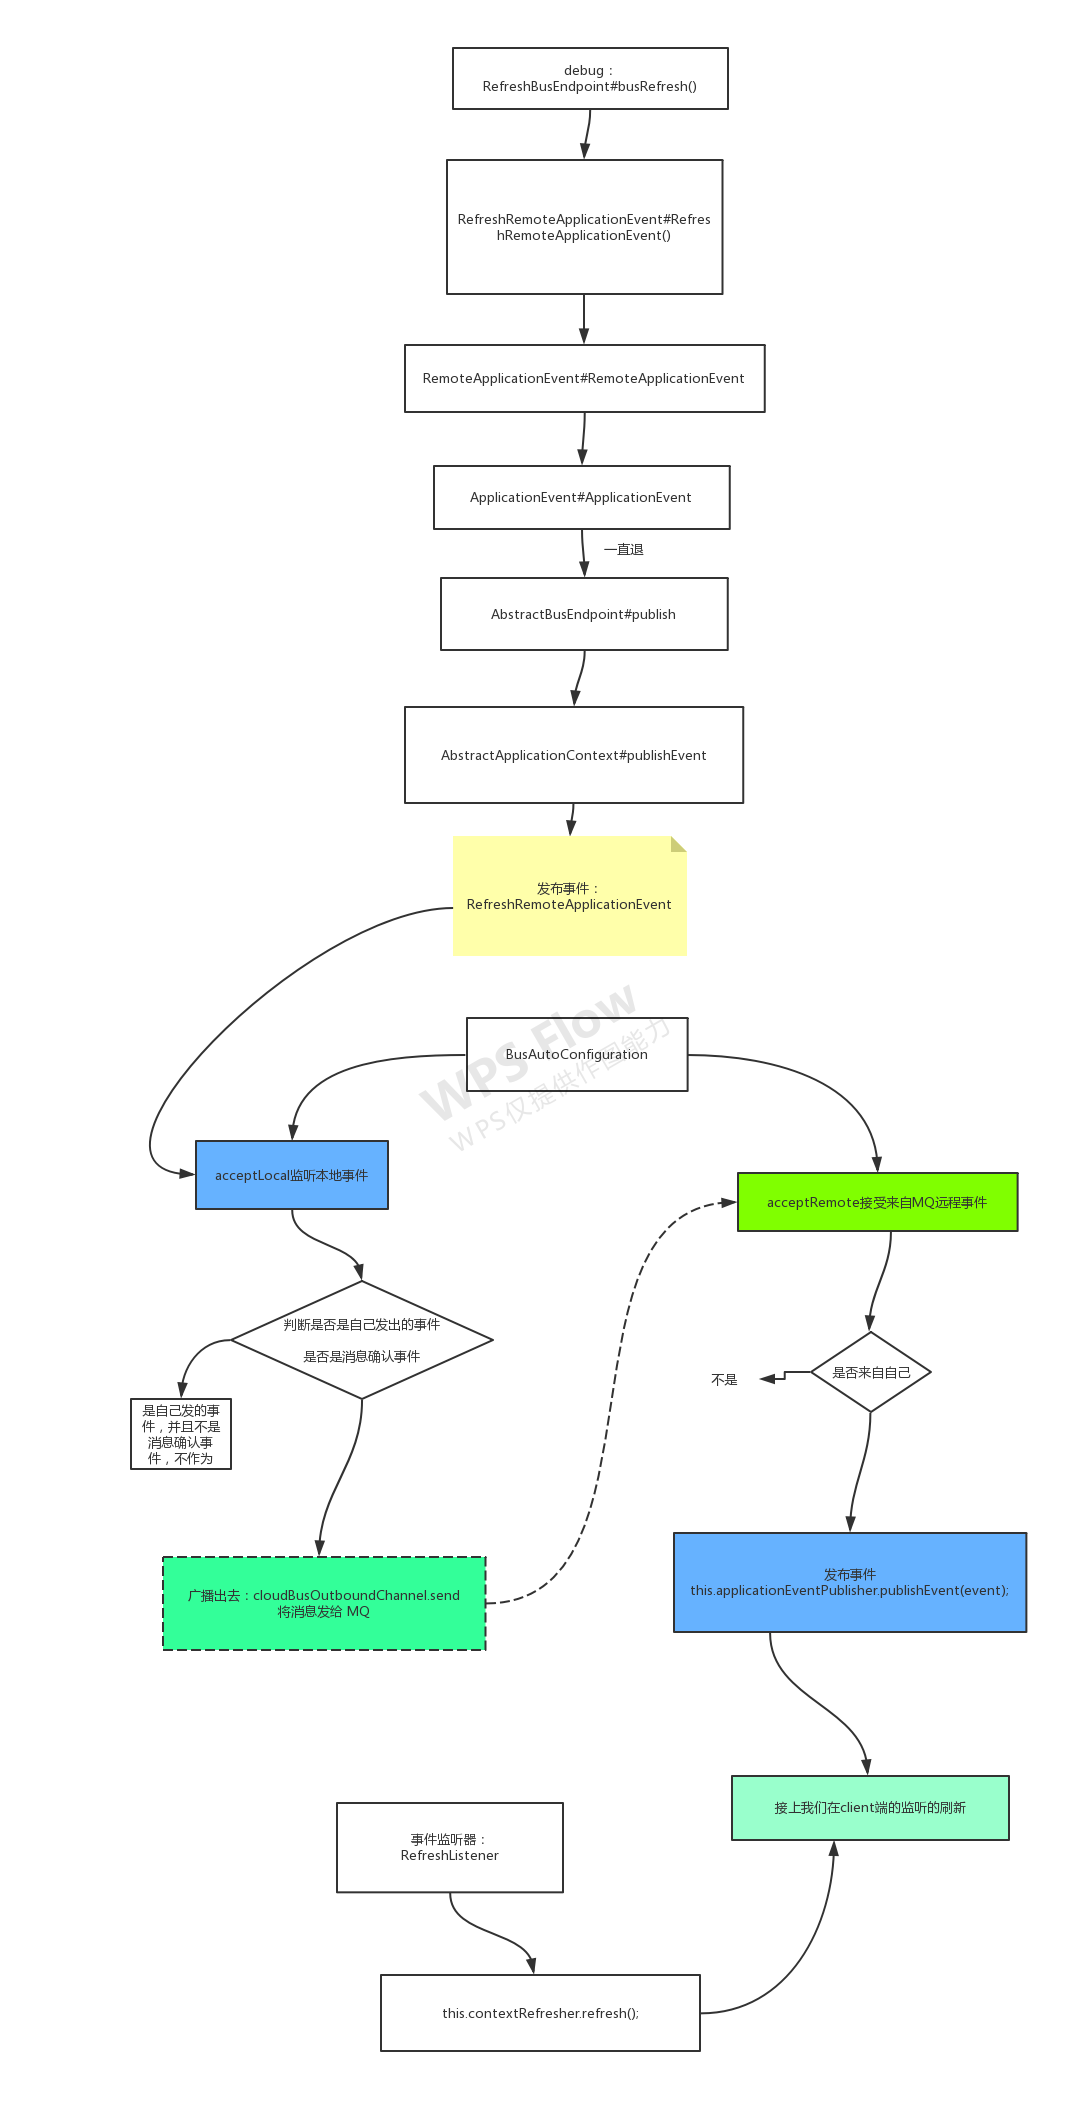 debug：
RefreshBusEndpoint#busRefresh()
RefreshRemoteApplicationEvent#Refres
hRemoteApplicationEvent()
RemoteApplicationEvent#RemoteApplicationEvent
ApplicationEvent#ApplicationEvent
一直退
AbstractBusEndpoint#publish
AbstractApplicationContext#publishEvent
发布事件：
RefreshRemoteApplicationEvent
WPS Flow
WPS仅提供作图能力
BusAutoConfiguration
acceptLocal监听本地事件
acceptRemote接受来自MQ远程事件
判断是否是自己发出的事件
是否是消息确认事件
是否来自自己
不是
是自己发的事
件，并且不是
消息确认事
件，不作为
发布事件
this.applicationEventPublisher.publishEvent(event);
广播出去：cloudBusOutboundChannel.send
将消息发给 MQ
接上我们在client端的监听的刷新
事件监听器：
RefreshListener
this.contextRefresher.refresh();